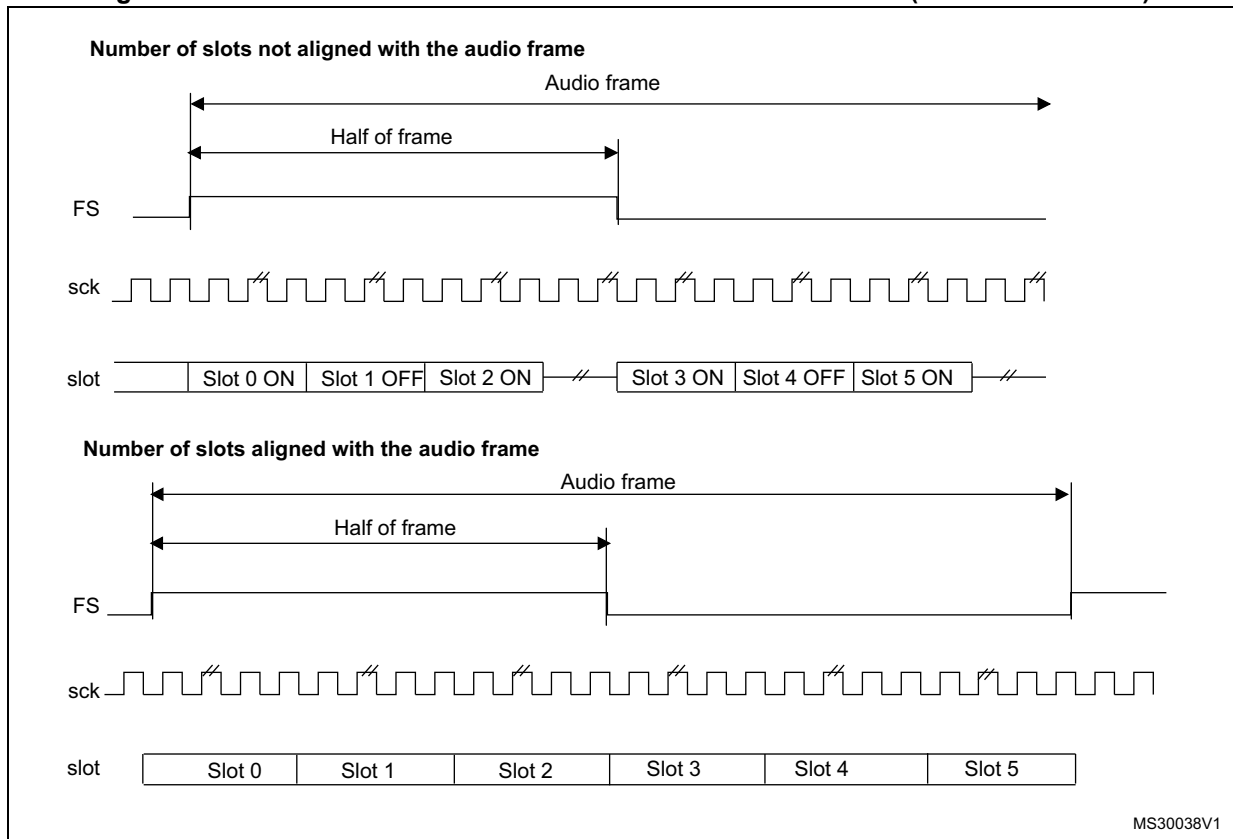 Number of slots not aligned with the audio frame
Audio frame
Half of frame
FS
sck
slot Slot 0 ON Slot 1 OFF Slot 2 ON Slot 3 ON Slot 4 OFF Slot 5 ON
Number of slots aligned with the audio frame
Audio frame
Half of frame
FS
sck
slot Slot 0 Slot 1 Slot 2 Slot 3 Slot 4 Slot 5
MS30038V1